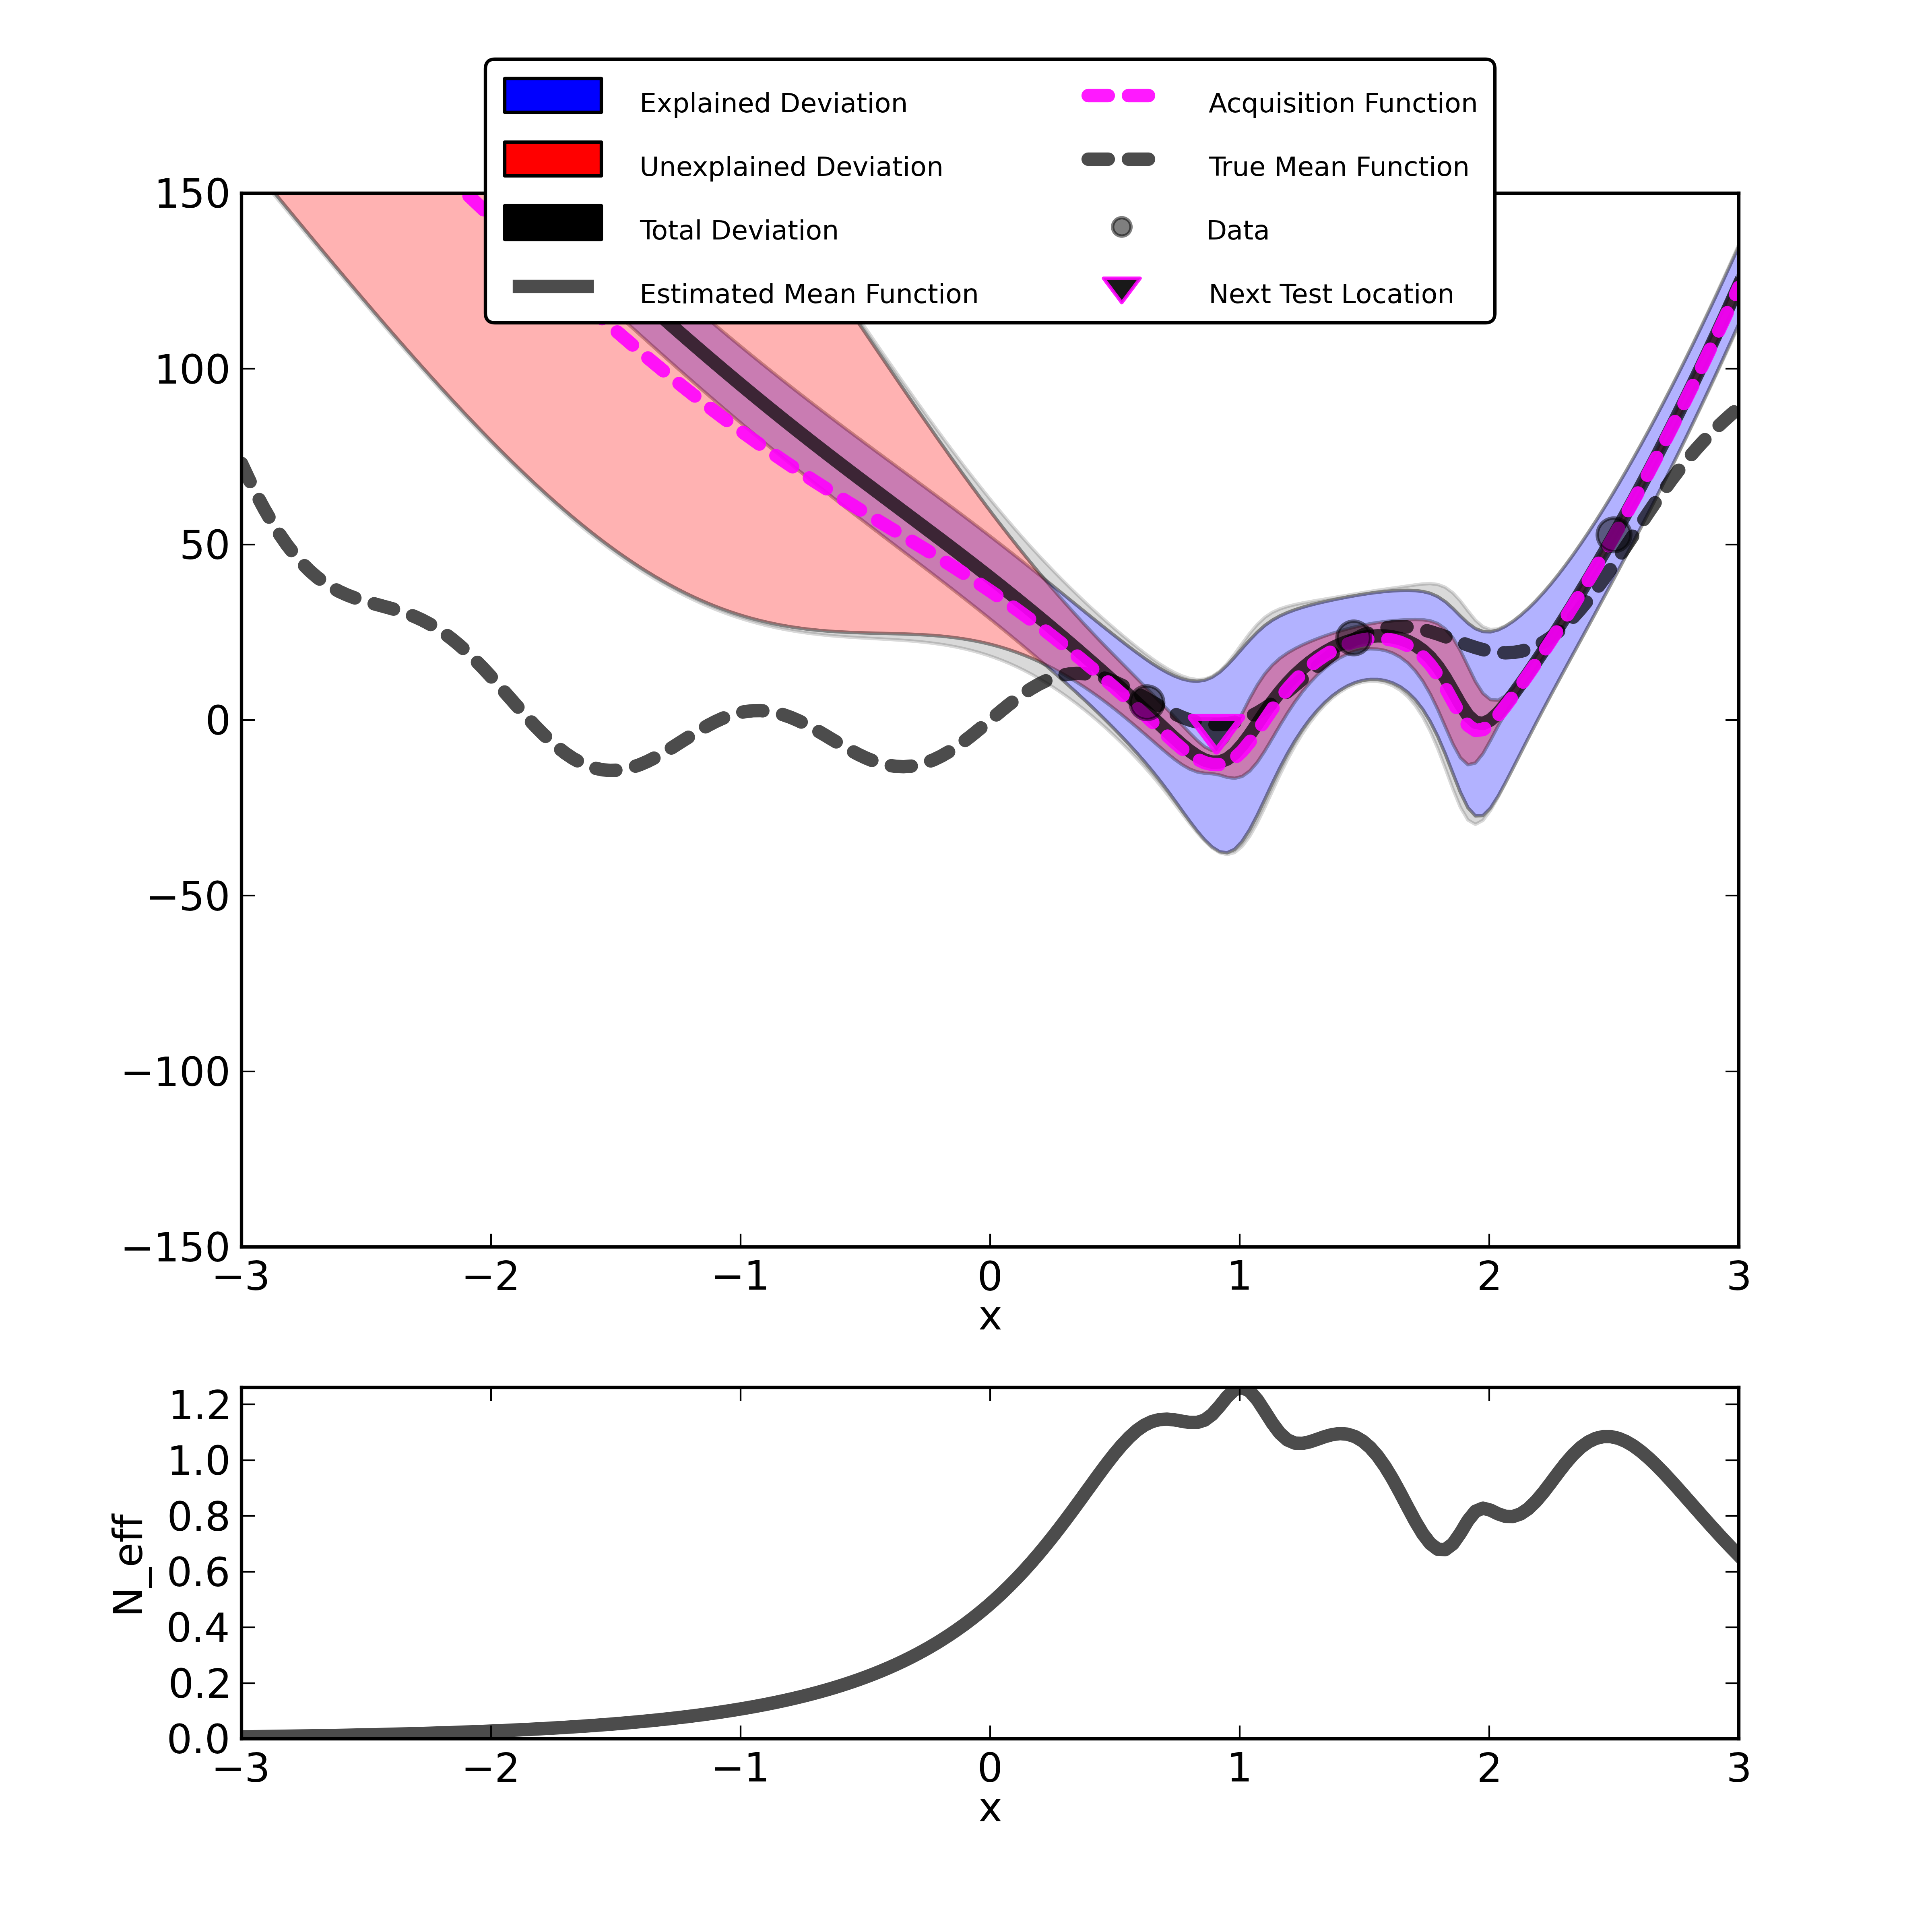 Explained Deviation
Unexplained Deviation
Total Deviation
Estimated Mean Function
Acquisition Function
True Mean Function
Data
Next Test Location
150
100
50
0
−50
−100
−150
−3 −2 −1 0 1 2 3
x
N_eff
1.2
1.0
0.8
0.6
0.4
0.2
0.0
−3 −2 −1 0 1 2 3
x